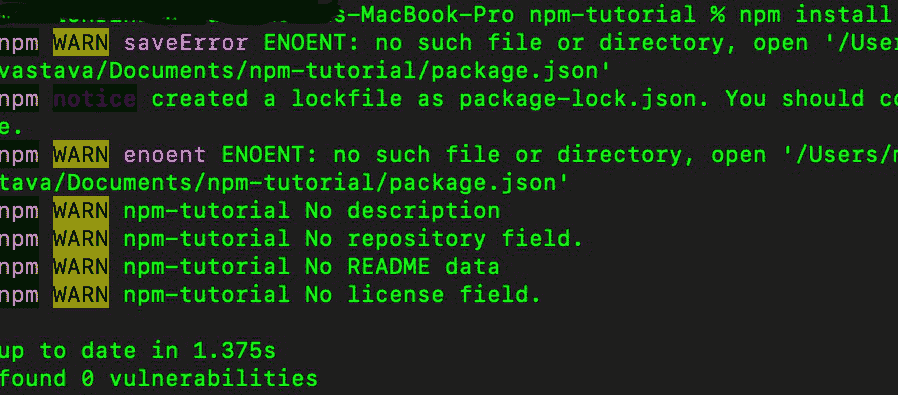 s-MacBook-Pro npm-tutorial % npm install
npm WARN saveError ENOENT: no such file or directory, open '/User
vastava/Documents/npm-tutorial/package.json'
npm notice created a lockfile as package-lock.json. You should co
e.
npm WARN enoent ENOENT: no such file or directory, open '/Users/
tava/Documents/npm-tutorial/package.json'
npm WARN npm-tutorial No description
npm WARN npm-tutorial No repository field.
npm WARN npm-tutorial No README data
npm WARN npm-tutorial No license field.
up to date in 1.375s
found 0 vulnerabilities